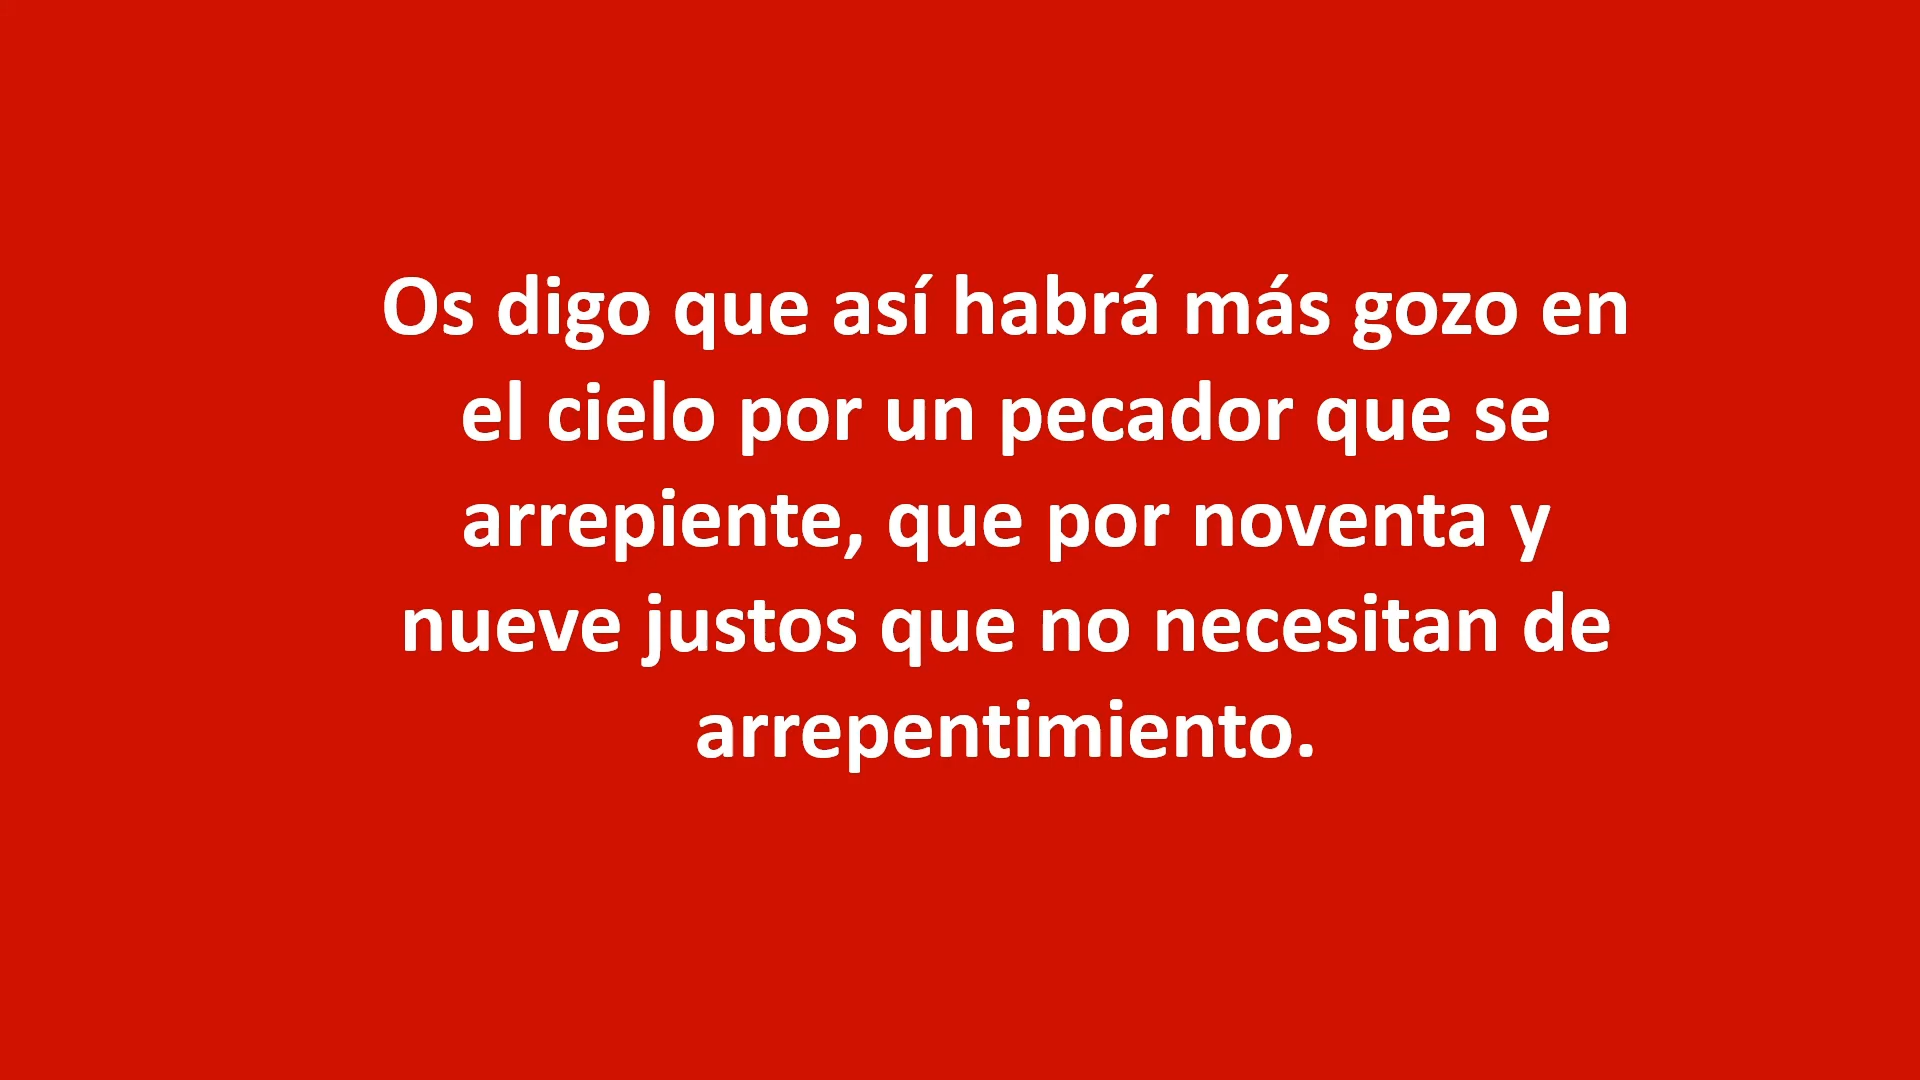 Os digo que así habrá más gozo en
el cielo por un pecador que se
arrepiente, que por noventa y
nueve justos que no necesitan de
arrepentimiento.